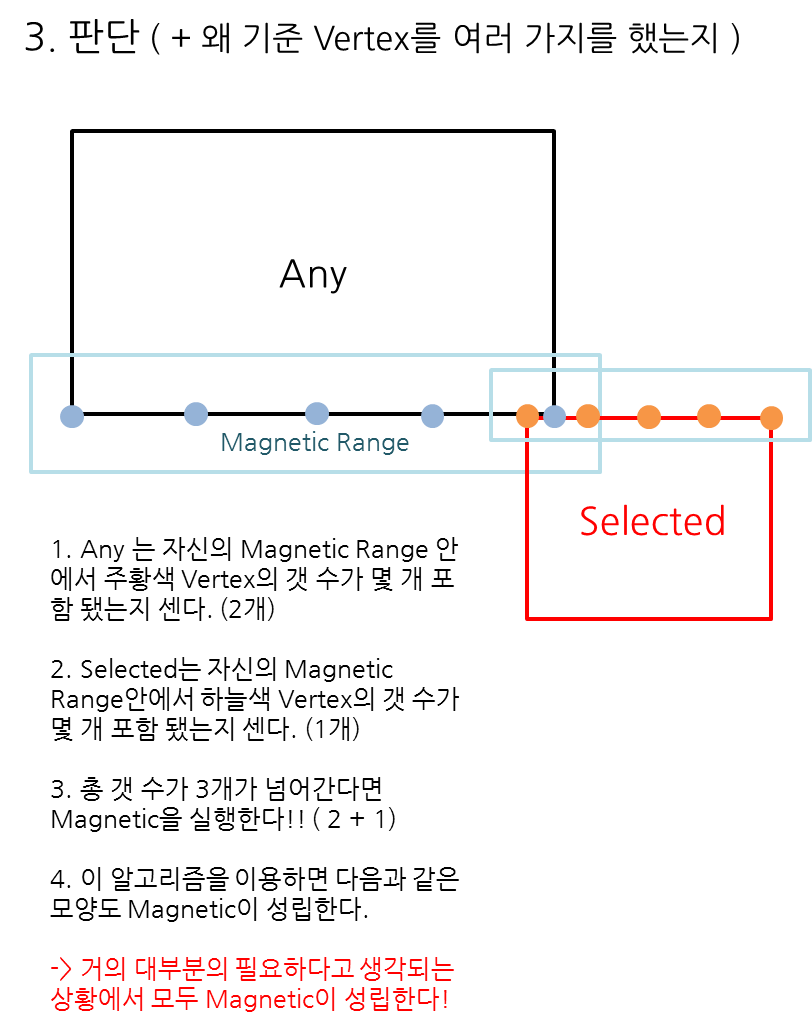 3. 판단 ( + 왜 기준 Vertex를 여러 가지를 했는지 )
Any
Magnetic Range
Selected
1. Any 는 자신의 Magnetic Range 안
에서 주황색 Vertex의 갯 수가 몇 개 포
함 됐는지 센다. (2개)
2. Selected는 자신의 Magnetic
Range안에서 하늘색 Vertex의 갯 수가
몇 개 포함 됐는지 센다. (1개)
3. 총 갯 수가 3개가 넘어간다면
Magnetic을 실행한다!! ( 2 + 1)
4. 이 알고리즘을 이용하면 다음과 같은
모양도 Magnetic이 성립한다.
-> 거의 대부분의 필요하다고 생각되는
상황에서 모두 Magnetic이 성립한다!